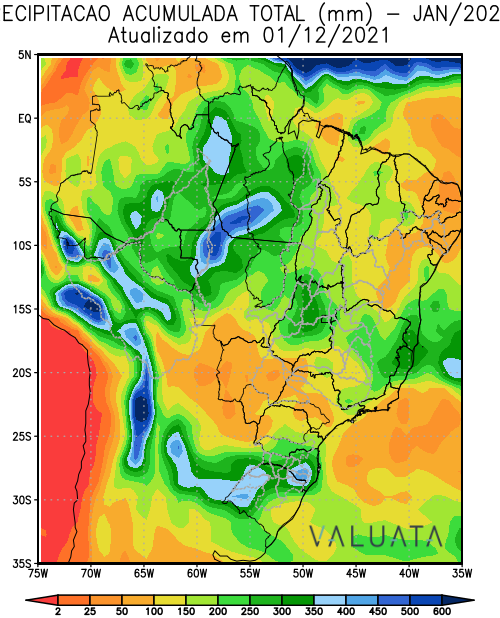 ECIPITACAO ACUMULADA TOTAL (mm) – JAN/202
Atualizado em 01/12/2021
5N
EQ
5S
10S
15S
20S
25S
30S
35S
VALUATA
75W 70W 65W 60W 55W 50W 45W 40W 35W
2 25 50 100 150 200 250 300 350 400 450 500 600